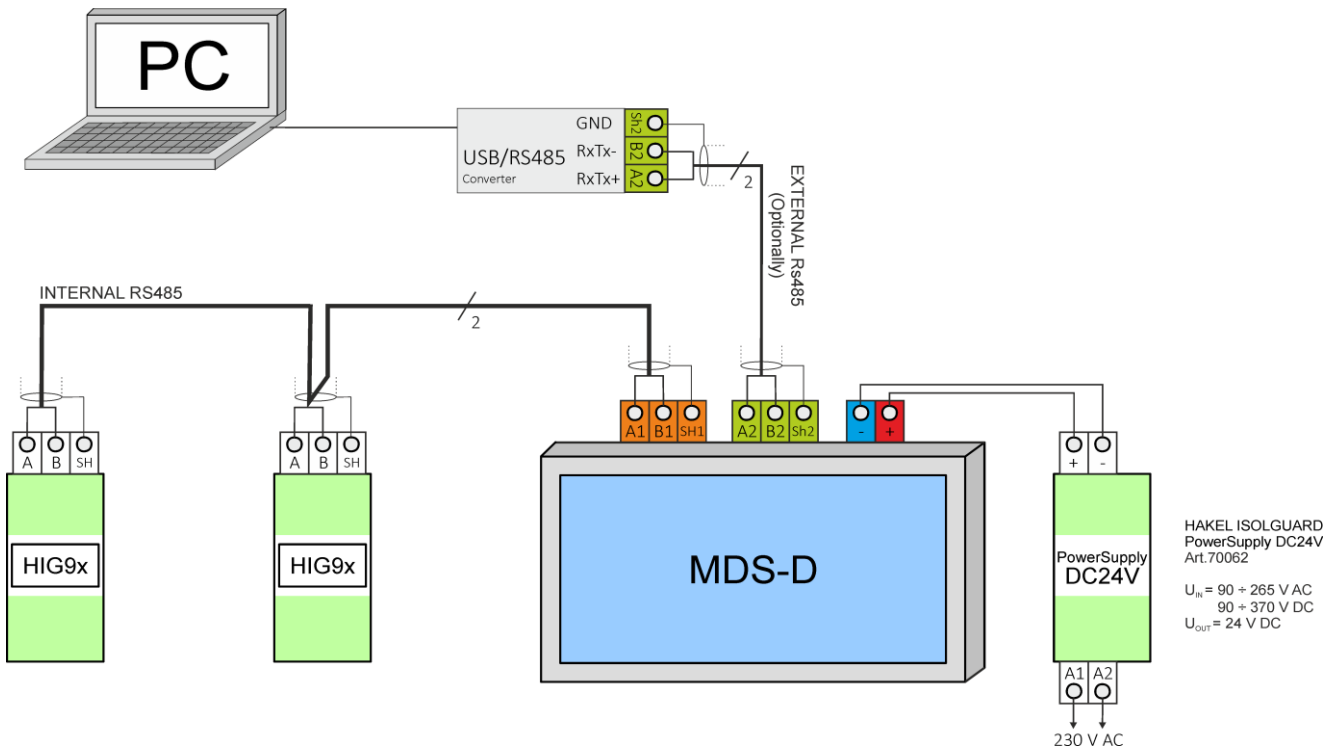 PC
GND
Sh2
USB/RS485
RxTx-
B2
Converter
RxTx+
A2
2
EXTERNAL Rs485
(Optionally)
INTERNAL RS485
2
A B SH
HIG9x
A B SH
HIG9x
A1 B1 SH1
A2 B2 Sh2
- +
MDS-D
+ -
PowerSupply
DC24V
A1 A2
230 V AC
HAKEL ISOLGUARD
PowerSupply DC24V
Art.70062
UIN = 90 ÷ 265 V AC
90 ÷ 370 V DC
UOUT = 24 V DC